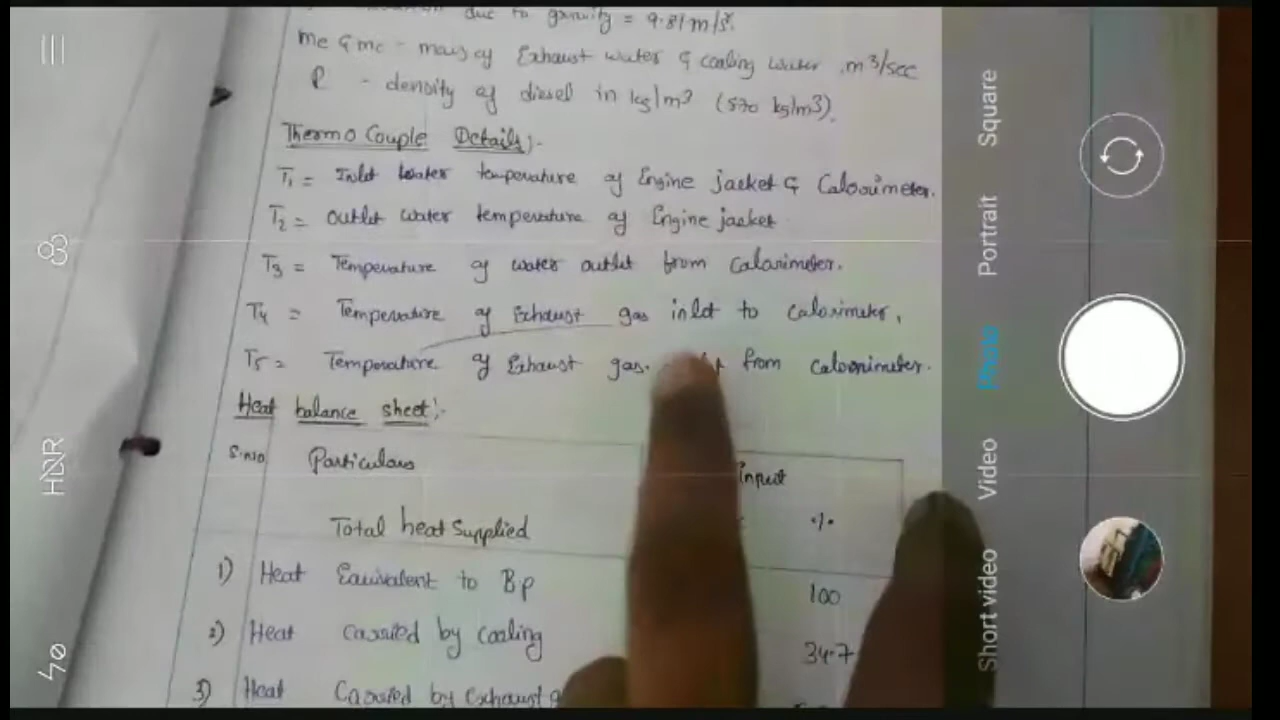 due to gravity = 9.81 m/s².
me & mc - mass of Exhaust water & cooling water, m3/sec
ρ - density of diesel in kg/m3 (570 kg/m3).
Thermo Couple Details:-
T1 = Inlet water temperature of Engine jacket & Calorimeter.
T2 = outlet water temperature of Engine jacket
T3 = Temperature of water outlet from Calorimeter.
T4 = Temperature of Exhaust gas inlet to calorimeter,
T5 = Temperature of Exhaust gas. from calorimeter.
Heat balance sheet:-
S.no Particulars Input
Total heat Supplied %
1) Heat Equivalent to Bp 100
2) Heat carried by cooling 34.7
3) Heat Carried by Exhaust
HDR
Square
Portrait
Photo
Video
Short video